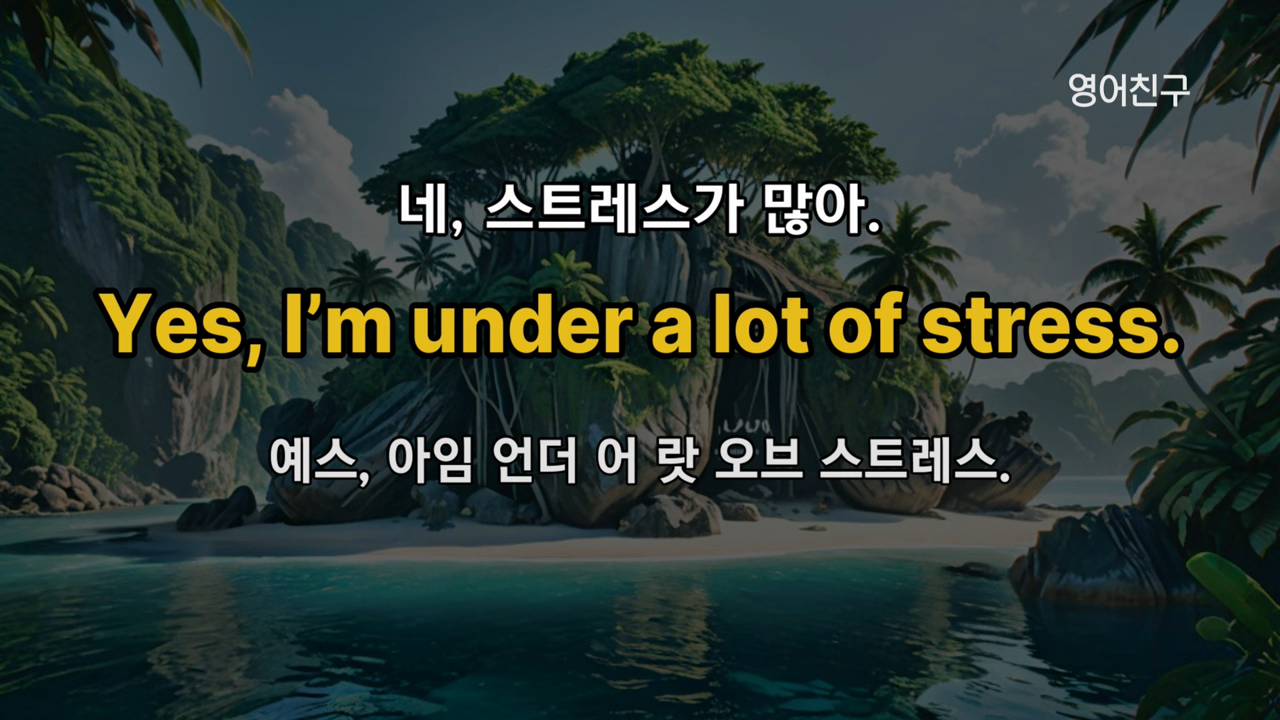 영어친구
네, 스트레스가 많아.
Yes, I’m under a lot of stress.
예스, 아임 언더 어 랏 오브 스트레스.